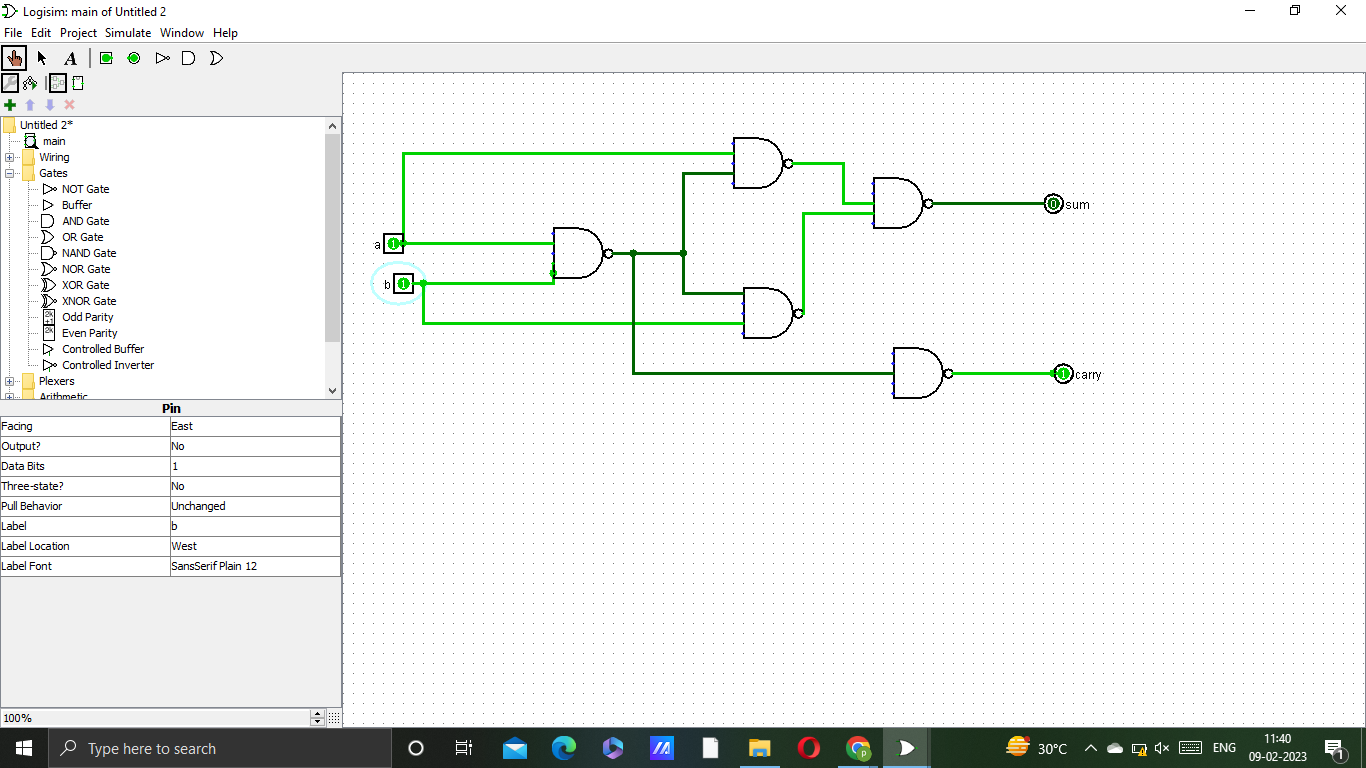 Logisim: main of Untitled 2
File Edit Project Simulate Window Help
A
Untitled 2*
main
Wiring
Gates
NOT Gate
Buffer
AND Gate
OR Gate
NAND Gate
NOR Gate
XOR Gate
XNOR Gate
Odd Parity
Even Parity
Controlled Buffer
Controlled Inverter
Plexers
Arithmetic
Pin
Facing East
Output? No
Data Bits 1
Three-state? No
Pull Behavior Unchanged
Label b
Label Location West
Label Font SansSerif Plain 12
100%
a 1
b 1
0 sum
1 carry
Type here to search
30°C
ENG
11:40
09-02-2023
1